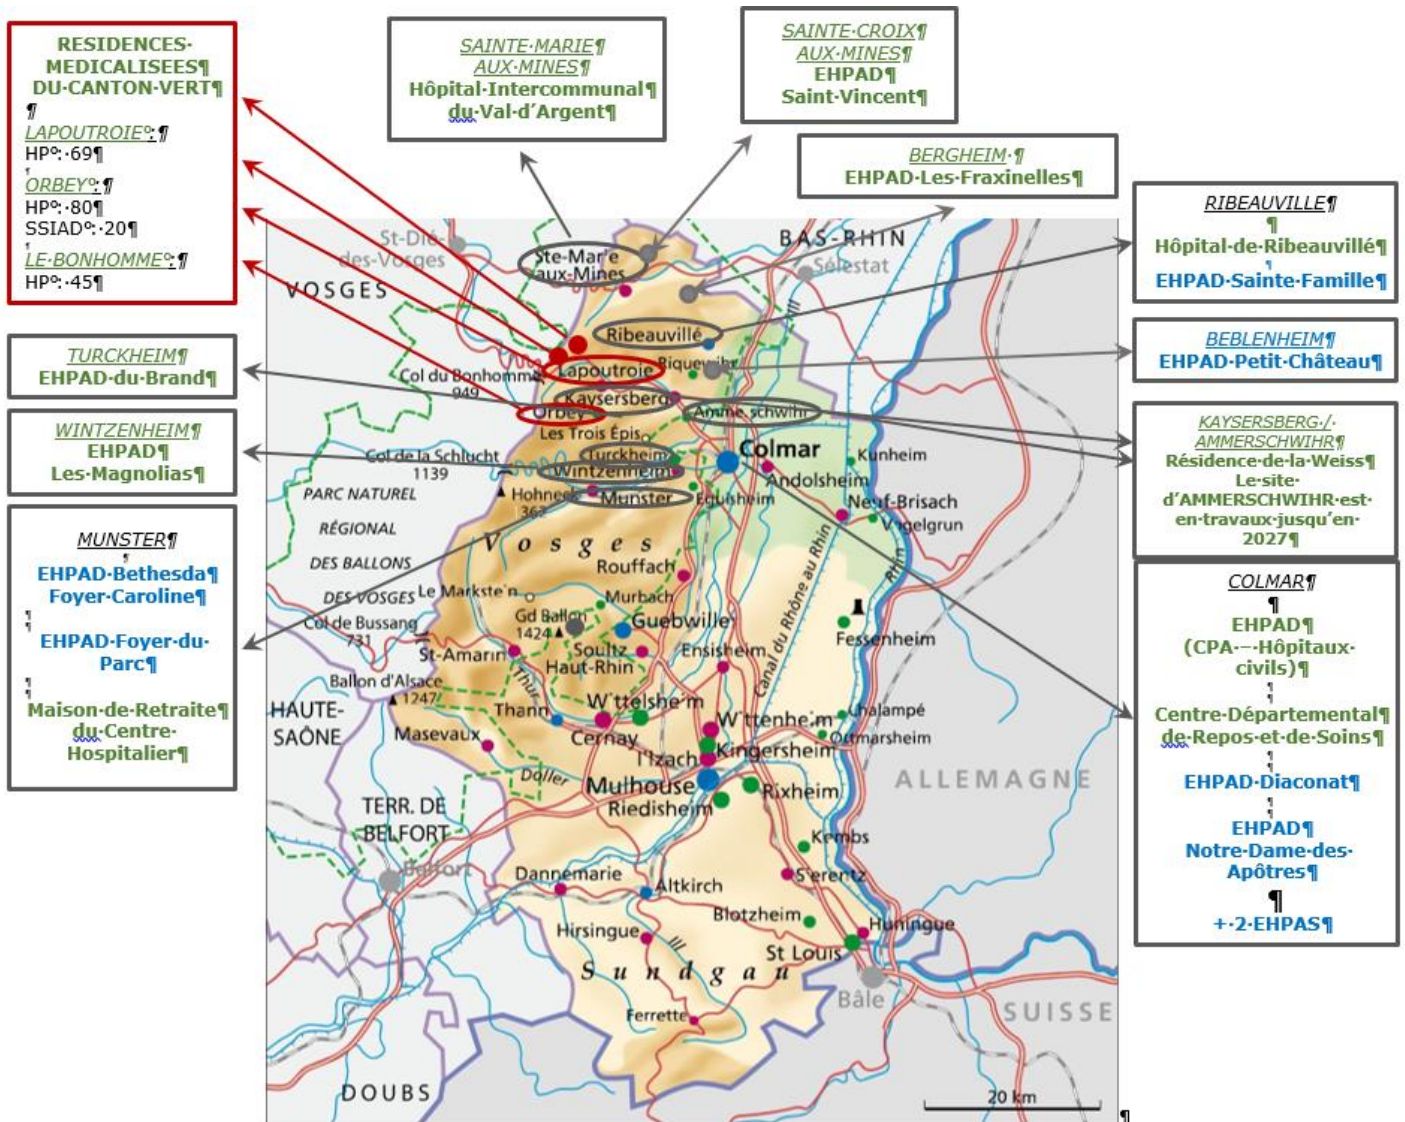 RESIDENCES·
MEDICALISEES¶
DU·CANTON·VERT¶
¶
LAPOUTROIE°:¶
HP°:·69¶
¶
ORBEY°:¶
HP°:·80¶
SSIAD°:·20¶
¶
LE·BONHOMME°:¶
HP°:·45¶
SAINTE·MARIE¶
AUX·MINES¶
Hôpital·Intercommunal¶
du·Val·d'Argent¶
SAINTE·CROIX¶
AUX·MINES¶
EHPAD¶
Saint·Vincent¶
BERGHEIM·¶
EHPAD·Les·Fraxinelles¶
RIBEAUVILLE¶
¶
Hôpital·de·Ribeauvillé¶
¶
EHPAD·Sainte·Famille¶
TURCKHEIM¶
EHPAD·du·Brand¶
BEBLENHEIM¶
EHPAD·Petit·Château¶
WINTZENHEIM¶
EHPAD¶
Les·Magnolias¶
KAYSERSBERG·/·
AMMERSCHWIHR¶
Résidence·de·la·Weiss¶
Le·site·
d'AMMERSCHWIHR·est·
en·travaux·jusqu'en·
2027¶
MUNSTER¶
¶
EHPAD·Bethesda¶
Foyer·Caroline¶
¶
¶
EHPAD·Foyer·du·
Parc¶
¶
¶
Maison·de·Retraite¶
du·Centre·
Hospitalier¶
COLMAR¶
¶
EHPAD¶
(CPA·–·Hôpitaux·
civils)¶
¶
¶
Centre·Départemental¶
de·Repos·et·de·Soins¶
¶
¶
EHPAD·Diaconat¶
¶
¶
EHPAD¶
Notre·Dame·des·
Apôtres¶
¶
+·2·EHPAS¶
St-Dié-
des-Vosges
Ste-Marie
aux-Mines
BAS-RHIN
Sélestat
VOSGES
Ill
Ribeauvillé
Riquewihr
Col du Bonhomme
949
Lapoutroie
Kaysersberg
Orbey
Ammerschwihr
Les Trois Épis
Colmar
Turckheim
Kunheim
Col de la Schlucht
1139
Wintzenheim
Andolsheim
PARC NATUREL
RÉGIONAL
DES BALLONS
DES VOSGES
Hohneck
362
Munster
Eguisheim
Neuf-Brisach
Vogelgrun
Vosges
Rouffach
Canal du Rhône au Rhin
Rhin
Le Markstein
Murbach
Gd Ballon
1424
Guebwiller
Fessenheim
Col de Bussang
731
St-Amarin
Soultz
Haut-Rhin
Ensisheim
Thur
Ballon d'Alsace
1247
HAUTE-
SAÔNE
Thann
Wittelsheim
Wittenheim
Chalampé
Masevaux
Cernay
Kingersheim
Ottmarsheim
Illzach
ALLEMAGNE
Doller
Mulhouse
Rixheim
Riedisheim
TERR. DE
BELFORT
Belfort
Kembs
Dannemarie
Altkirch
Sierentz
Blotzheim
Hirsingue
Huningue
St Louis
Sundgau
Bâle
Ferrette
SUISSE
DOUBS
20 km
¶